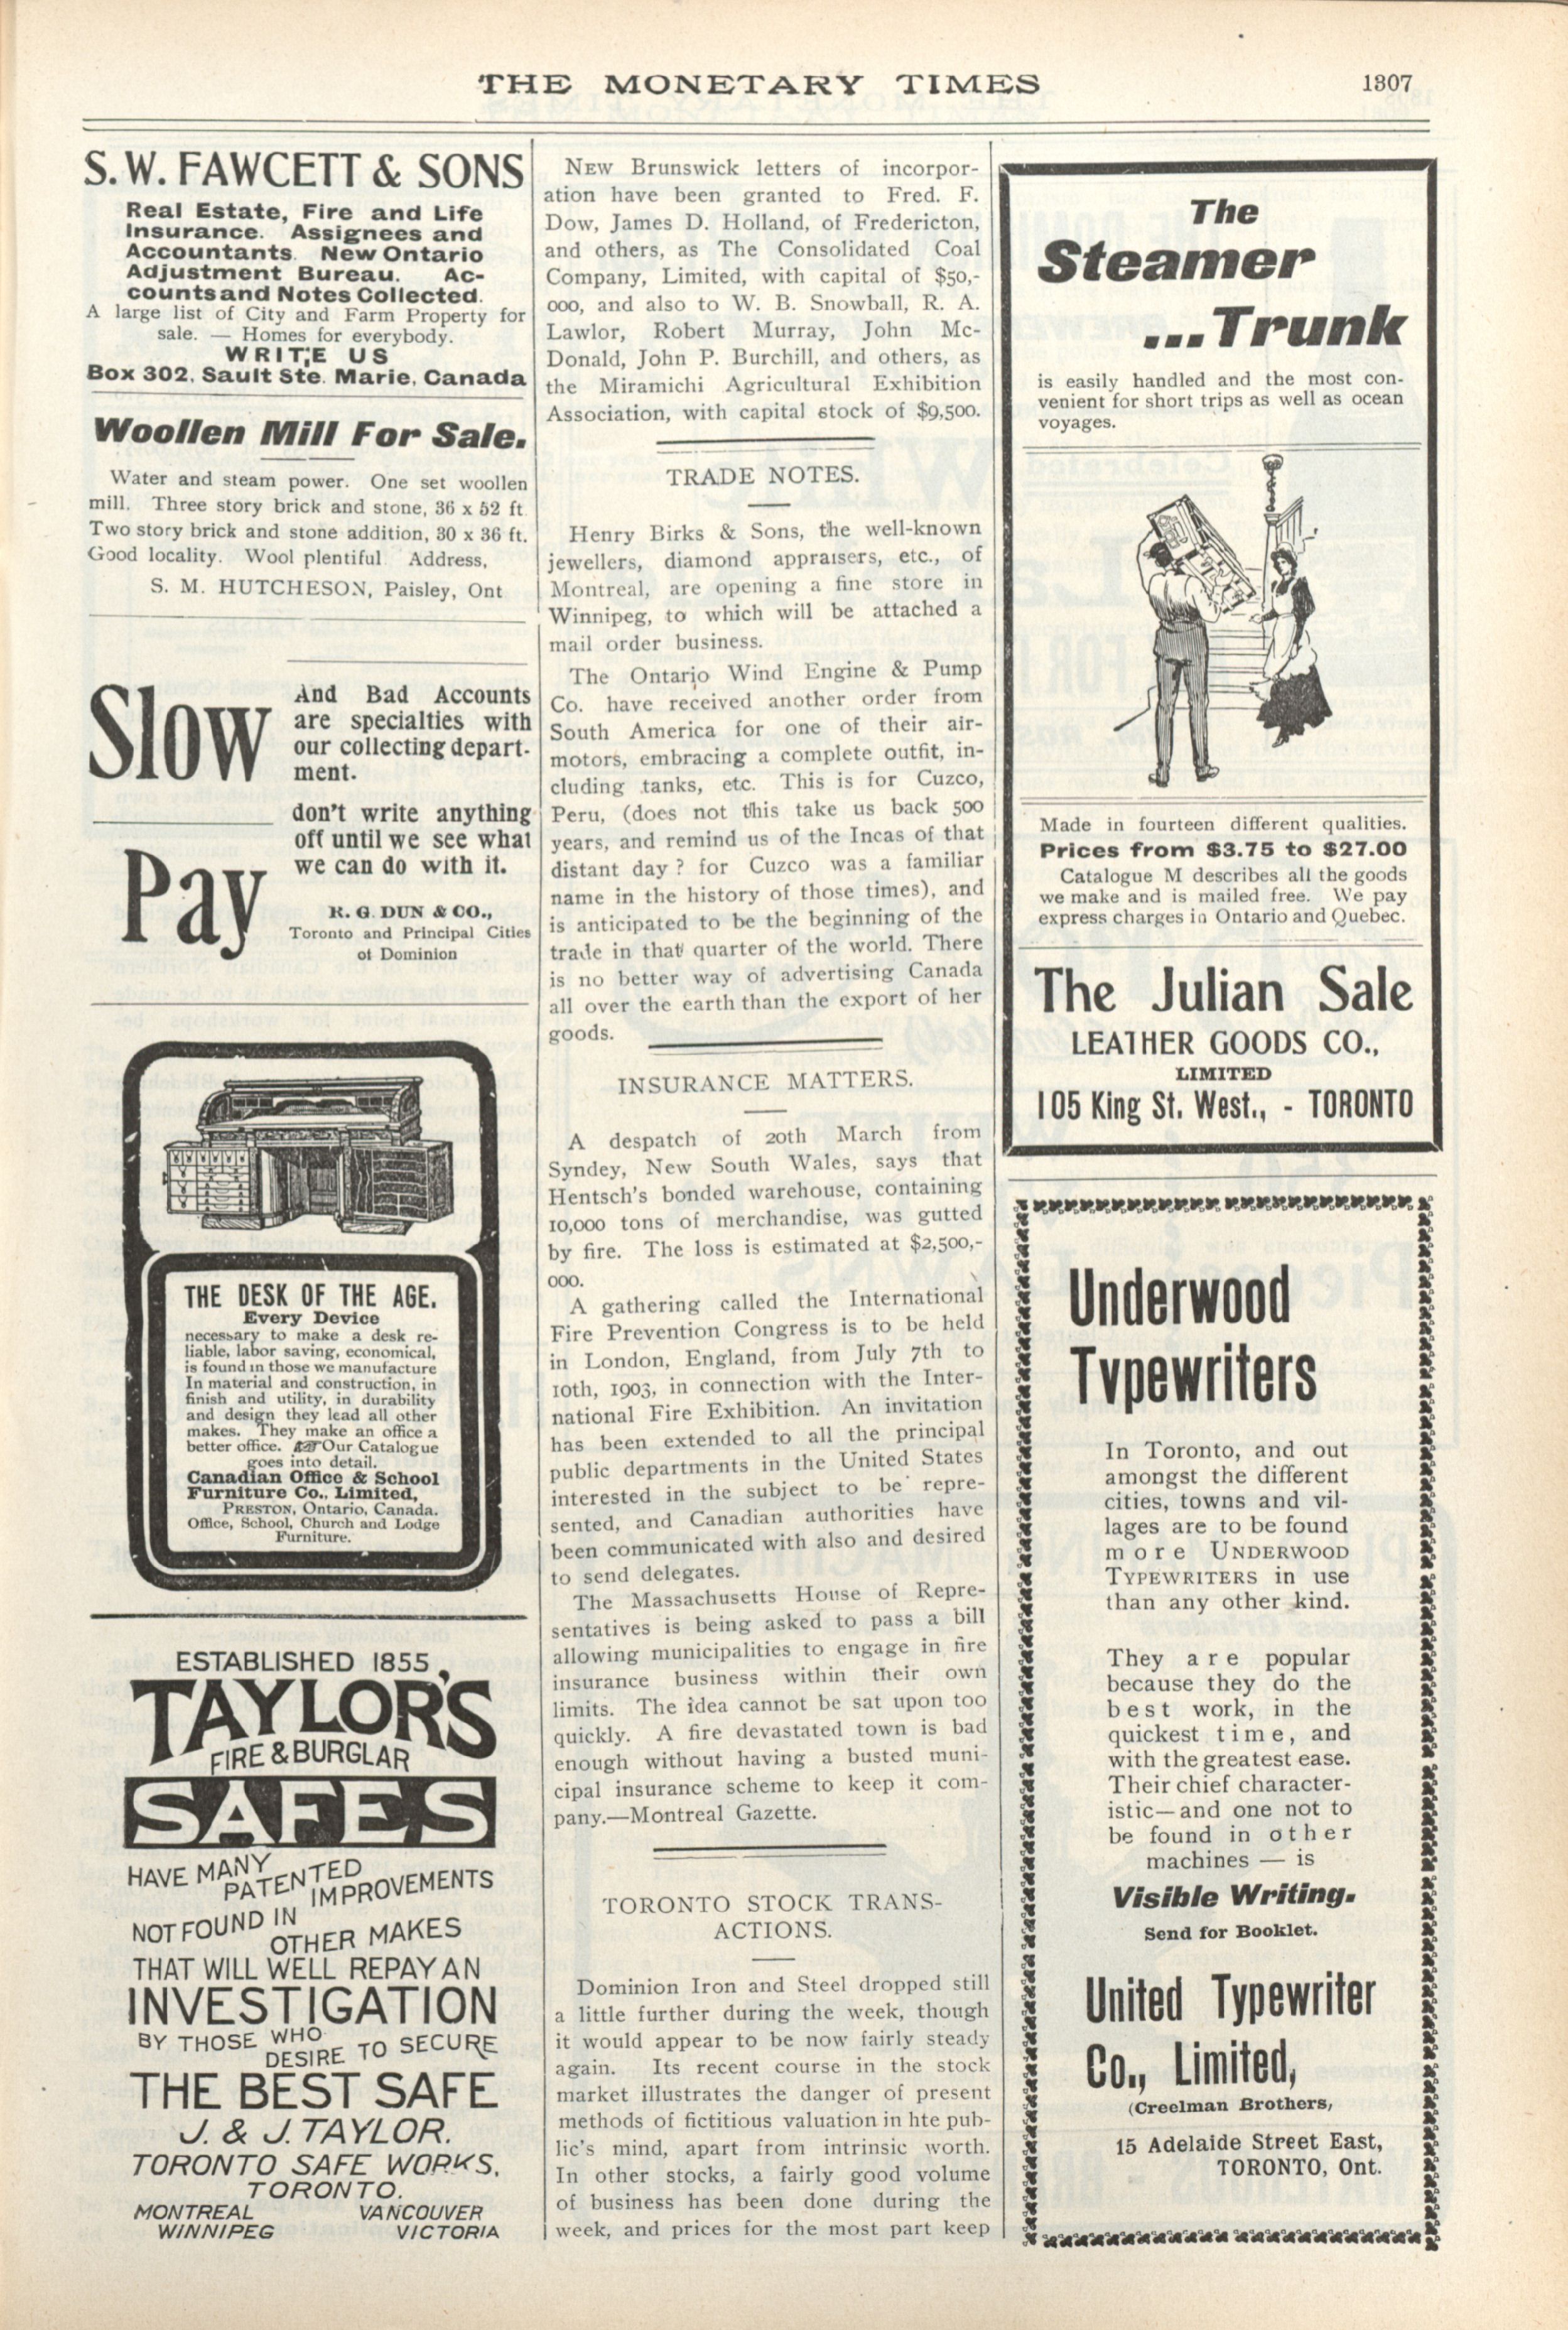 THE MONETARY TIMES
1307
S. W. FAWCETT & SONS
Real Estate, Fire and Life
Insurance. Assignees and
Accountants. New Ontario
Adjustment Bureau. Ac-
counts and Notes Collected.
A large list of City and Farm Property for
sale. — Homes for everybody.
WRITE US
Box 302, Sault Ste. Marie, Canada
Woollen Mill For Sale.
Water and steam power. One set woollen
mill. Three story brick and stone, 36 x 52 ft.
Two story brick and stone addition, 30 x 36 ft.
Good locality. Wool plentiful Address,
S. M. HUTCHESON, Paisley, Ont
Slow
Pay
And Bad Accounts
are specialties with
our collecting depart-
ment.
don't write anything
off until we see what
we can do with it.
R. G. DUN & CO.,
Toronto and Principal Cities
of Dominion
THE DESK OF THE AGE.
Every Device
necessary to make a desk re-
liable, labor saving, economical,
is found in those we manufacture
In material and construction, in
finish and utility, in durability
and design they lead all other
makes. They make an office a
better office. Our Catalogue
goes into detail.
Canadian Office & School
Furniture Co., Limited,
PRESTON, Ontario, Canada.
Office, School, Church and Lodge
Furniture.
ESTABLISHED 1855
TAYLOR'S
FIRE & BURGLAR
SAFES
HAVE MANY
PATENTED
IMPROVEMENTS
NOT FOUND IN
OTHER MAKES
THAT WILL WELL REPAY AN
INVESTIGATION
BY THOSE WHO
DESIRE TO SECURE
THE BEST SAFE
J. & J. TAYLOR.
TORONTO SAFE WORKS,
TORONTO.
MONTREAL VANCOUVER
WINNIPEG VICTORIA
NEW Brunswick letters of incorpor-
ation have been granted to Fred. F.
Dow, James D. Holland, of Fredericton,
and others, as The Consolidated Coal
Company, Limited, with capital of $50,-
000, and also to W. B. Snowball, R. A.
Lawlor, Robert Murray, John Mc-
Donald, John P. Burchill, and others, as
the Miramichi Agricultural Exhibition
Association, with capital stock of $9,500.
TRADE NOTES.
Henry Birks & Sons, the well-known
jewellers, diamond appraisers, etc., of
Montreal, are opening a fine store in
Winnipeg, to which will be attached a
mail order business.
The Ontario Wind Engine & Pump
Co. have received another order from
South America for one of their air-
motors, embracing a complete outfit, in-
cluding tanks, etc. This is for Cuzco,
Peru, (does not this take us back 500
years, and remind us of the Incas of that
distant day ? for Cuzco was a familiar
name in the history of those times), and
is anticipated to be the beginning of the
trade in that quarter of the world. There
is no better way of advertising Canada
all over the earth than the export of her
goods.
INSURANCE MATTERS.
A despatch of 20th March from
Syndey, New South Wales, says that
Hentsch's bonded warehouse, containing
10,000 tons of merchandise, was gutted
by fire. The loss is estimated at $2,500,-
000.
A gathering called the International
Fire Prevention Congress is to be held
in London, England, from July 7th to
10th, 1903, in connection with the Inter-
national Fire Exhibition. An invitation
has been extended to all the principal
public departments in the United States
interested in the subject to be repre-
sented, and Canadian authorities have
been communicated with also and desired
to send delegates.
The Massachusetts House of Repre-
sentatives is being asked to pass a bill
allowing municipalities to engage in fire
insurance business within their own
limits. The idea cannot be sat upon too
quickly. A fire devastated town is bad
enough without having a busted muni-
cipal insurance scheme to keep it com-
pany.—Montreal Gazette.
TORONTO STOCK TRANS-
ACTIONS.
Dominion Iron and Steel dropped still
a little further during the week, though
it would appear to be now fairly steady
again. Its recent course in the stock
market illustrates the danger of present
methods of fictitious valuation in hte pub-
lic's mind, apart from intrinsic worth.
In other stocks, a fairly good volume
of business has been done during the
week, and prices for the most part keep
The
Steamer
...Trunk
is easily handled and the most con-
venient for short trips as well as ocean
voyages.
Made in fourteen different qualities.
Prices from $3.75 to $27.00
Catalogue M describes all the goods
we make and is mailed free. We pay
express charges in Ontario and Quebec.
The Julian Sale
LEATHER GOODS CO.,
LIMITED
105 King St. West., - TORONTO
Underwood
Typewriters
In Toronto, and out
amongst the different
cities, towns and vil-
lages are to be found
more UNDERWOOD
TYPEWRITERS in use
than any other kind.
They are popular
because they do the
best work, in the
quickest time, and
with the greatest ease.
Their chief character-
istic—and one not to
be found in other
machines — is
Visible Writing.
Send for Booklet.
United Typewriter
Co., Limited,
(Creelman Brothers,
15 Adelaide Street East,
TORONTO, Ont.